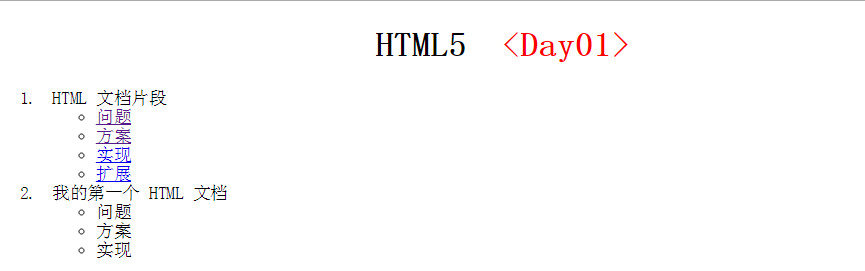 HTML5 <Day01>
1. HTML 文档片段
问题
方案
实现
扩展
2. 我的第一个 HTML 文档
问题
方案
实现